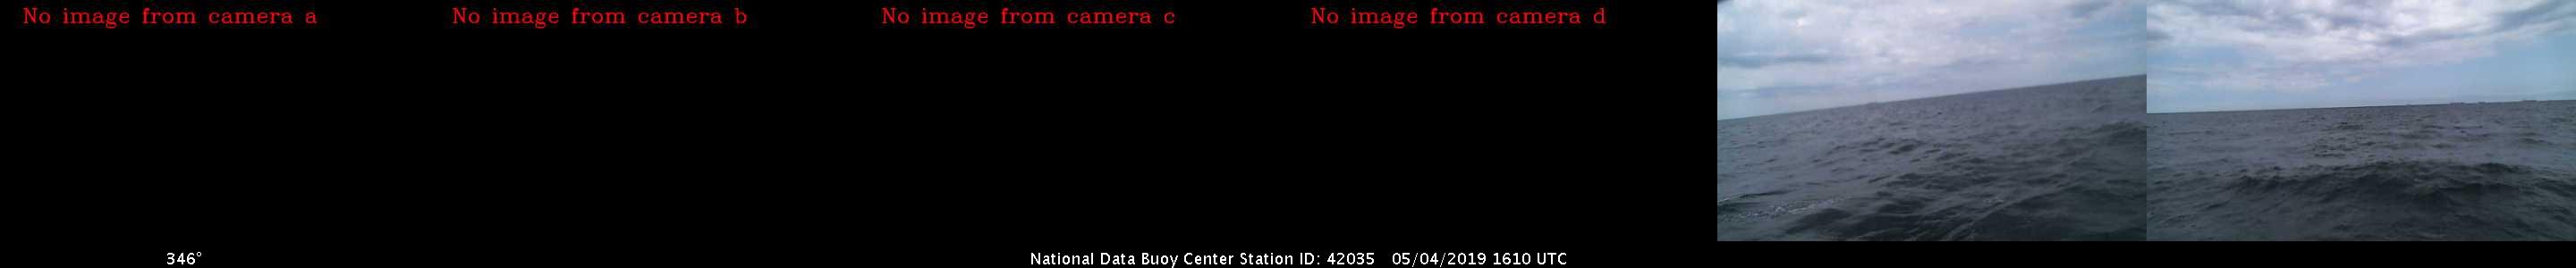 No image from camera a
No image from camera b
No image from camera c
No image from camera d
346°
National Data Buoy Center Station ID: 42035 05/04/2019 1610 UTC